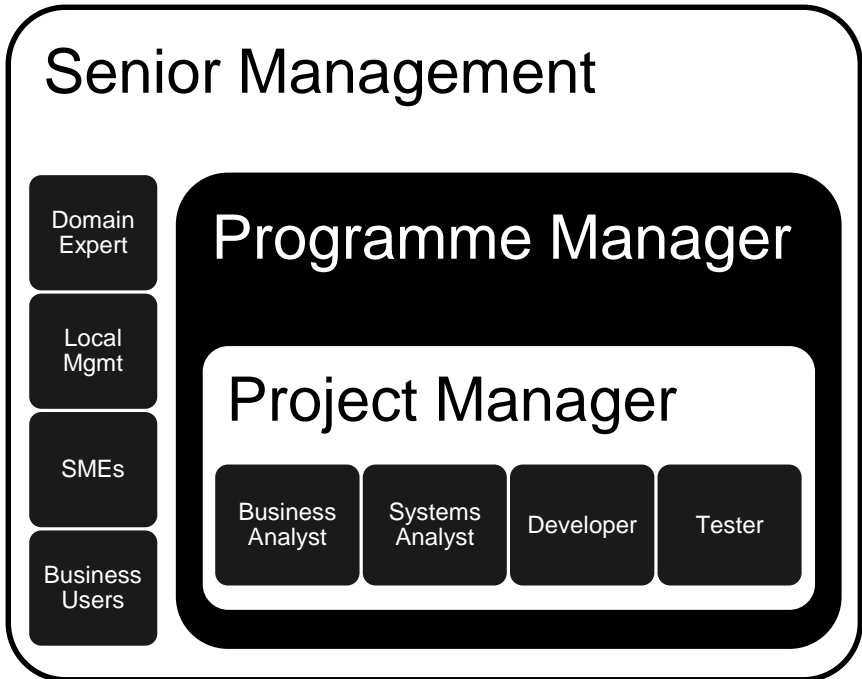 Senior Management
Domain
Expert
Local
Mgmt
SMEs
Business
Users
Programme Manager
Project Manager
Business
Analyst
Systems
Analyst
Developer
Tester